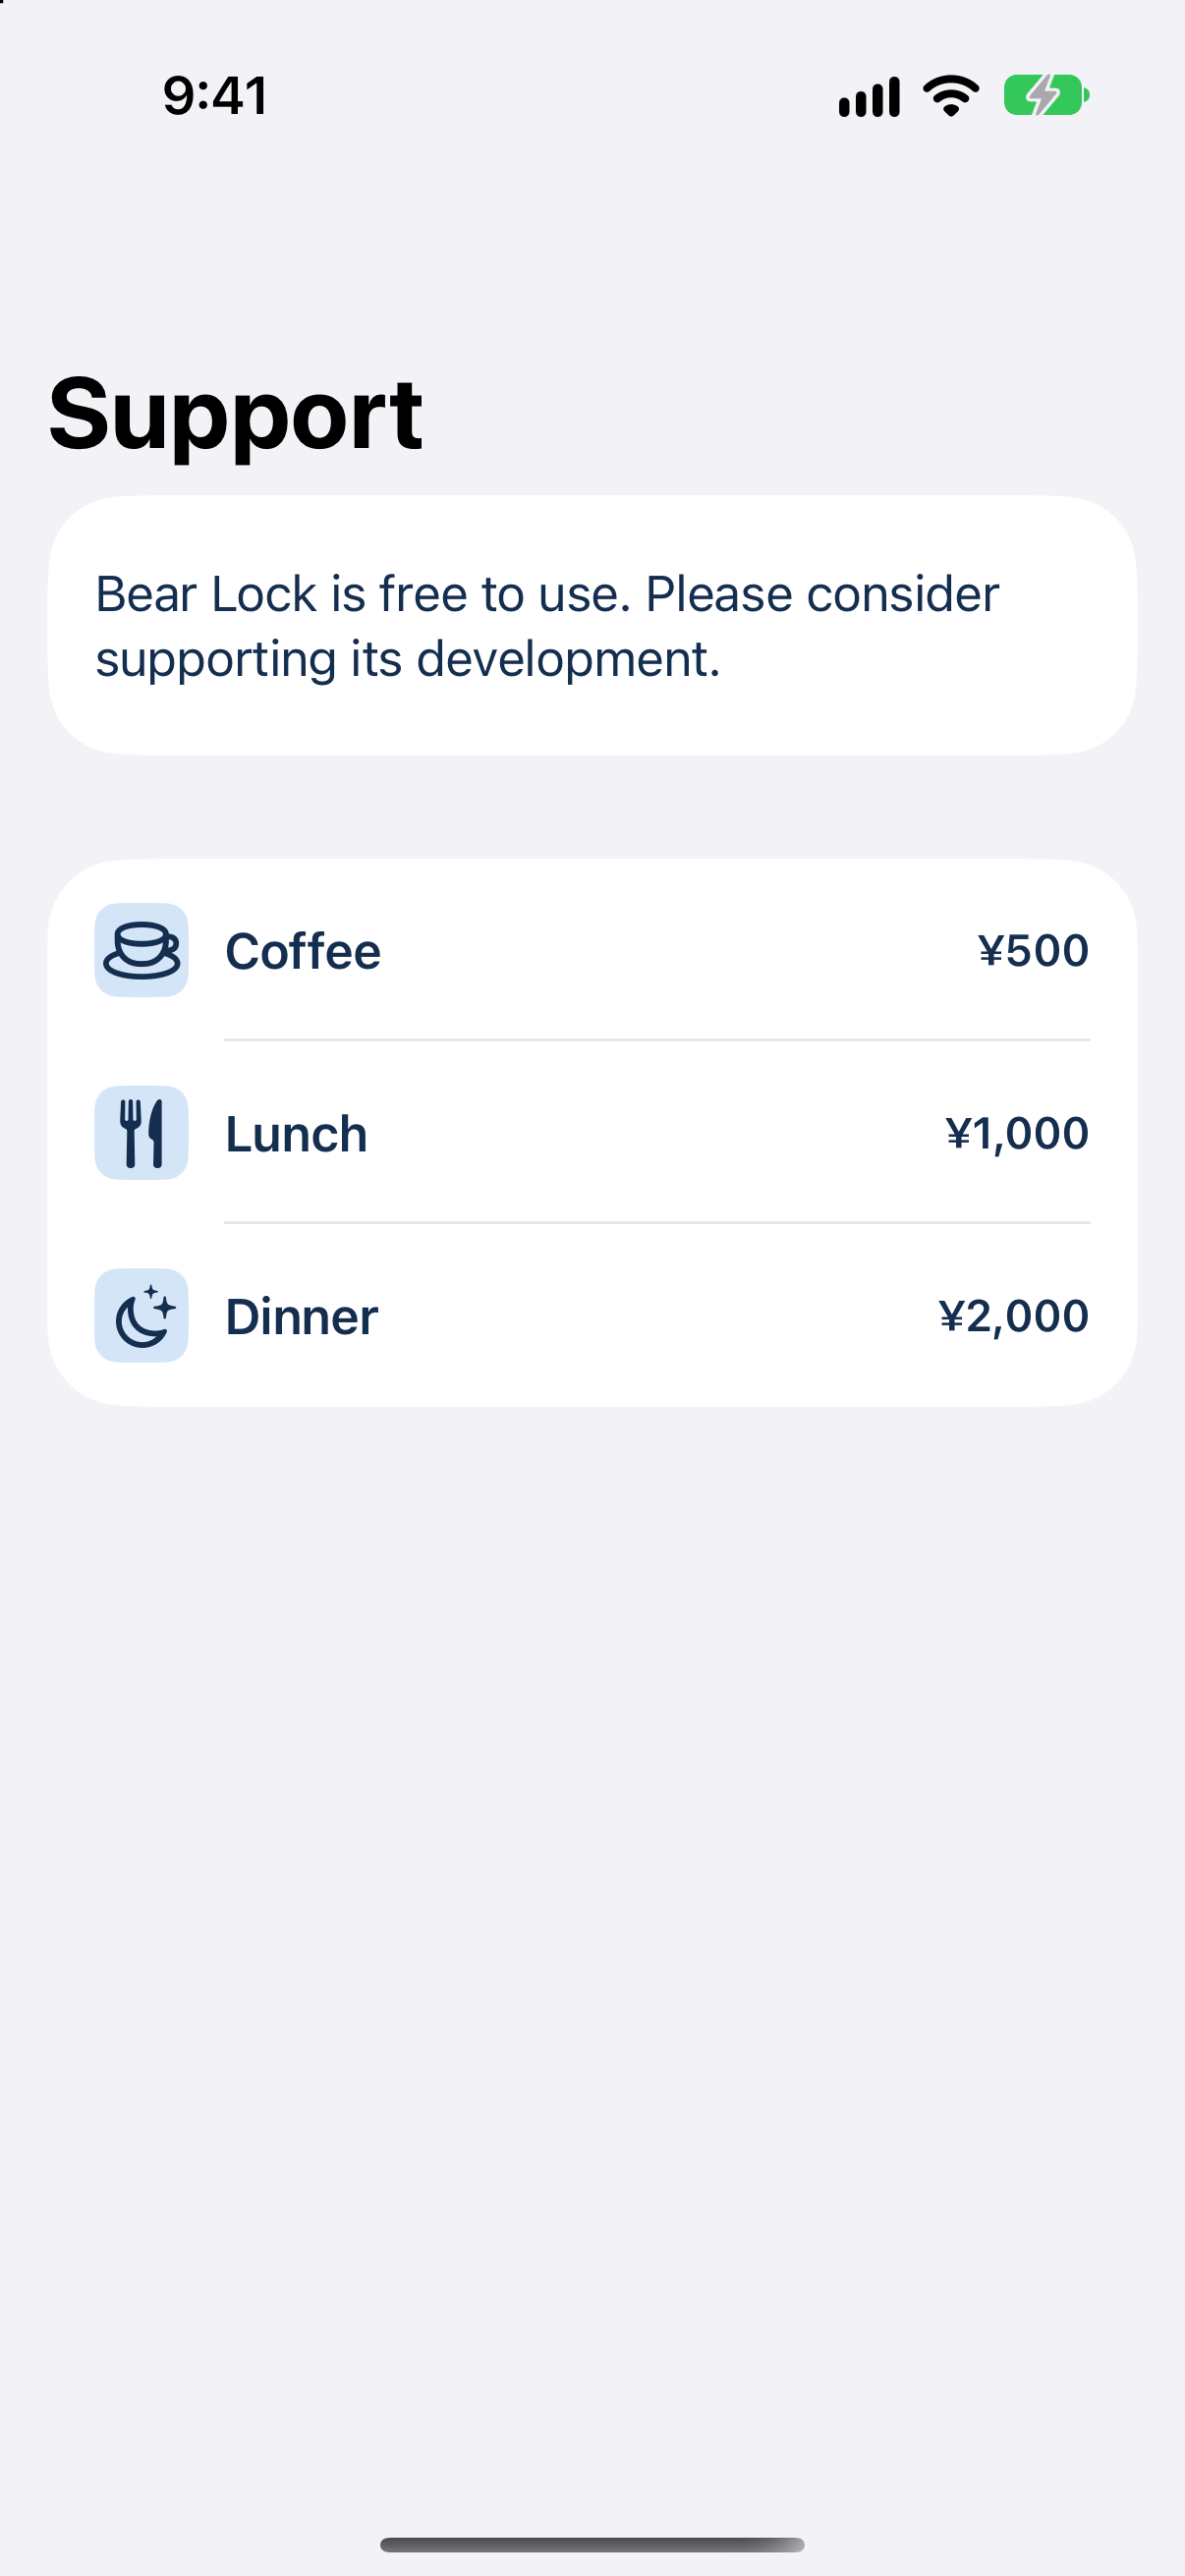 9:41
Support
Bear Lock is free to use. Please consider
supporting its development.
Coffee ¥500
Lunch ¥1,000
Dinner ¥2,000